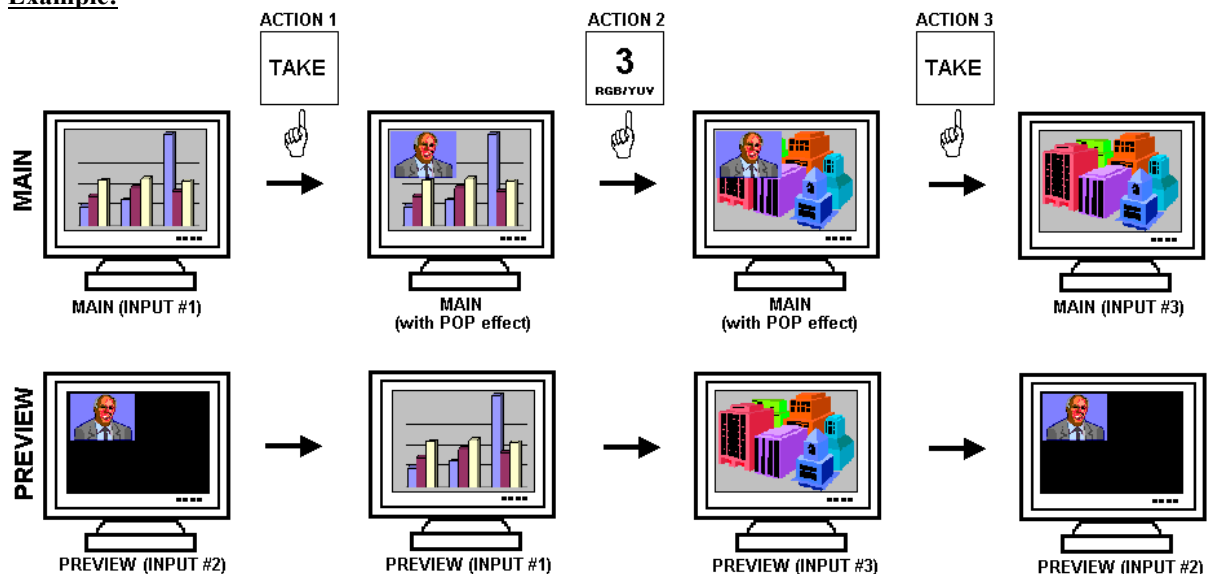 Example:
ACTION 1
ACTION 2
ACTION 3
TAKE
3
RGB/YUV
TAKE
MAIN
MAIN (INPUT #1)
MAIN
(with POP effect)
MAIN
(with POP effect)
MAIN (INPUT #3)
PREVIEW
PREVIEW (INPUT #2)
PREVIEW (INPUT #1)
PREVIEW (INPUT #3)
PREVIEW (INPUT #2)